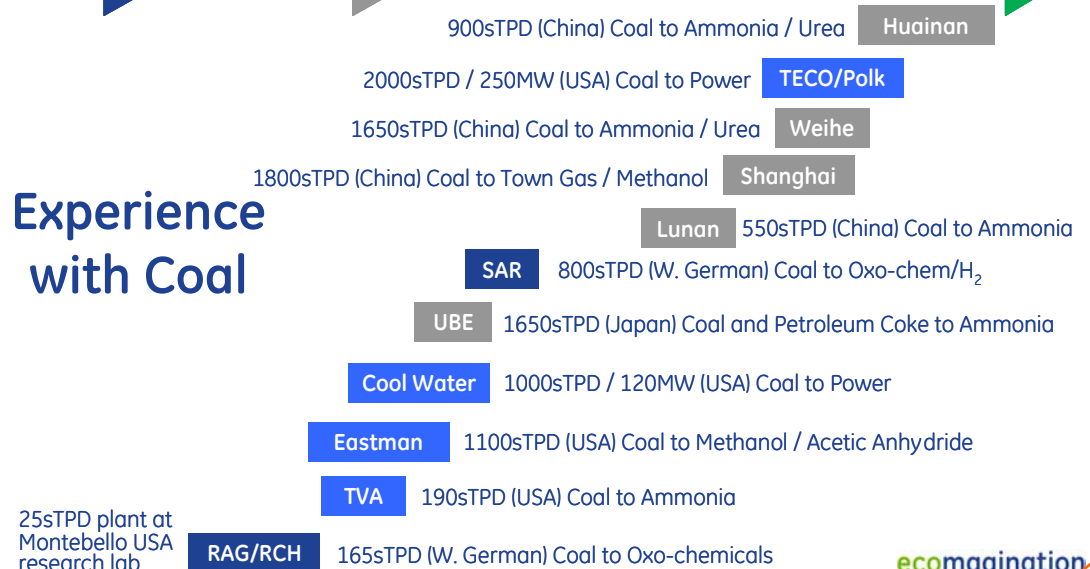 900sTPD (China) Coal to Ammonia / Urea Huainan
2000sTPD / 250MW (USA) Coal to Power TECO/Polk
1650sTPD (China) Coal to Ammonia / Urea Weihe
1800sTPD (China) Coal to Town Gas / Methanol Shanghai
Experience
with Coal
Lunan 550sTPD (China) Coal to Ammonia
SAR 800sTPD (W. German) Coal to Oxo-chem/H₂
UBE 1650sTPD (Japan) Coal and Petroleum Coke to Ammonia
Cool Water 1000sTPD / 120MW (USA) Coal to Power
Eastman 1100sTPD (USA) Coal to Methanol / Acetic Anhydride
TVA 190sTPD (USA) Coal to Ammonia
25sTPD plant at
Montebello USA
research lab
RAG/RCH 165sTPD (W. German) Coal to Oxo-chemicals
ecomagination